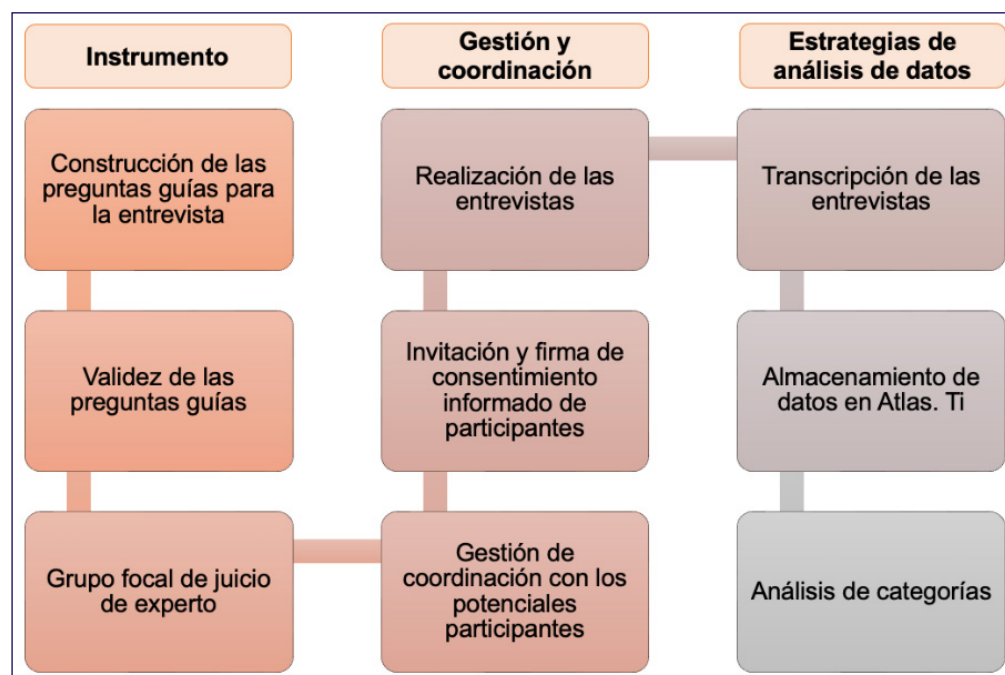 Instrumento
Construcción de las
preguntas guías para
la entrevista
Validez de las
preguntas guías
Grupo focal de juicio
de experto
Gestión y
coordinación
Realización de las
entrevistas
Invitación y firma de
consentimiento
informado de
participantes
Gestión de
coordinación con los
potenciales
participantes
Estrategias de
análisis de datos
Transcripción de las
entrevistas
Almacenamiento de
datos en Atlas. Ti
Análisis de categorías